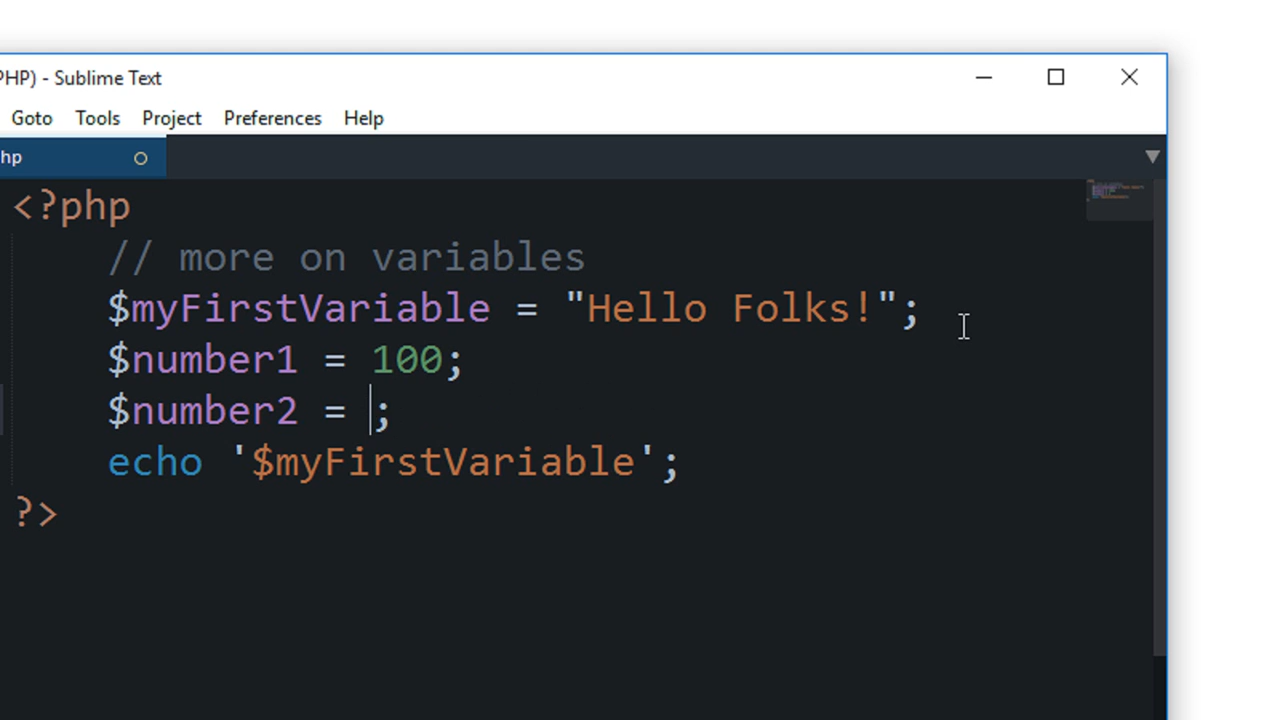 PHP) - Sublime Text
Goto Tools Project Preferences Help
hp
<?php
// more on variables
$myFirstVariable = "Hello Folks!";
$number1 = 100;
$number2 = ;
echo '$myFirstVariable';
?>